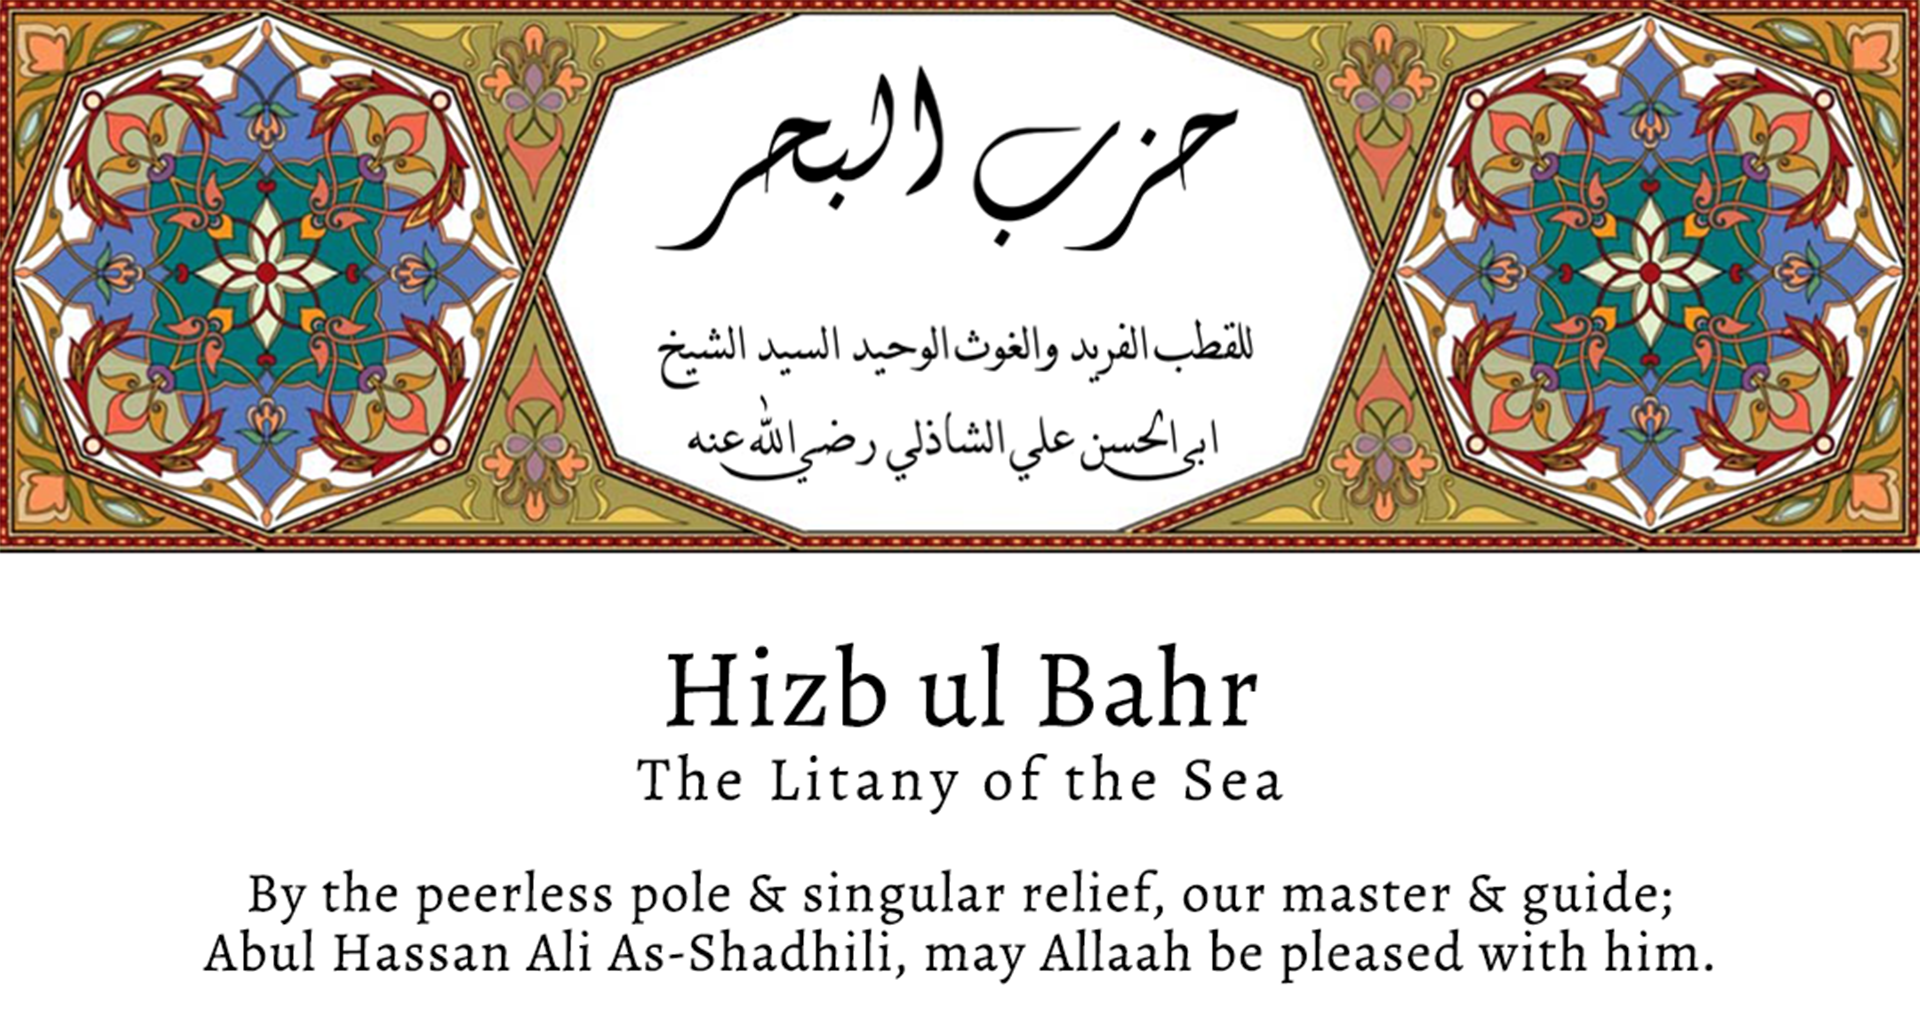 حزب البحر
للقطب الفريد والغوث الوحيد السيد الشيخ
ابي الحسن علي الشاذلي رضي الله عنه
Hizb ul Bahr
The Litany of the Sea
By the peerless pole & singular relief, our master & guide;
Abul Hassan Ali As-Shadhili, may Allaah be pleased with him.